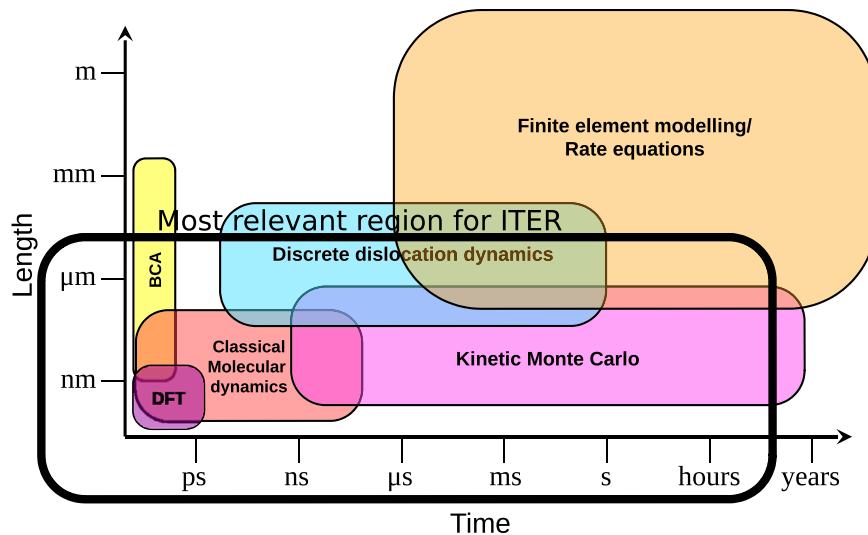 m
Finite element modelling/
Rate equations
mm
Most relevant region for ITER
Length
BCA
Discrete dislocation dynamics
μm
Classical
Molecular
dynamics
Kinetic Monte Carlo
nm
DFT
ps
ns
μs
ms
s
hours
years
Time